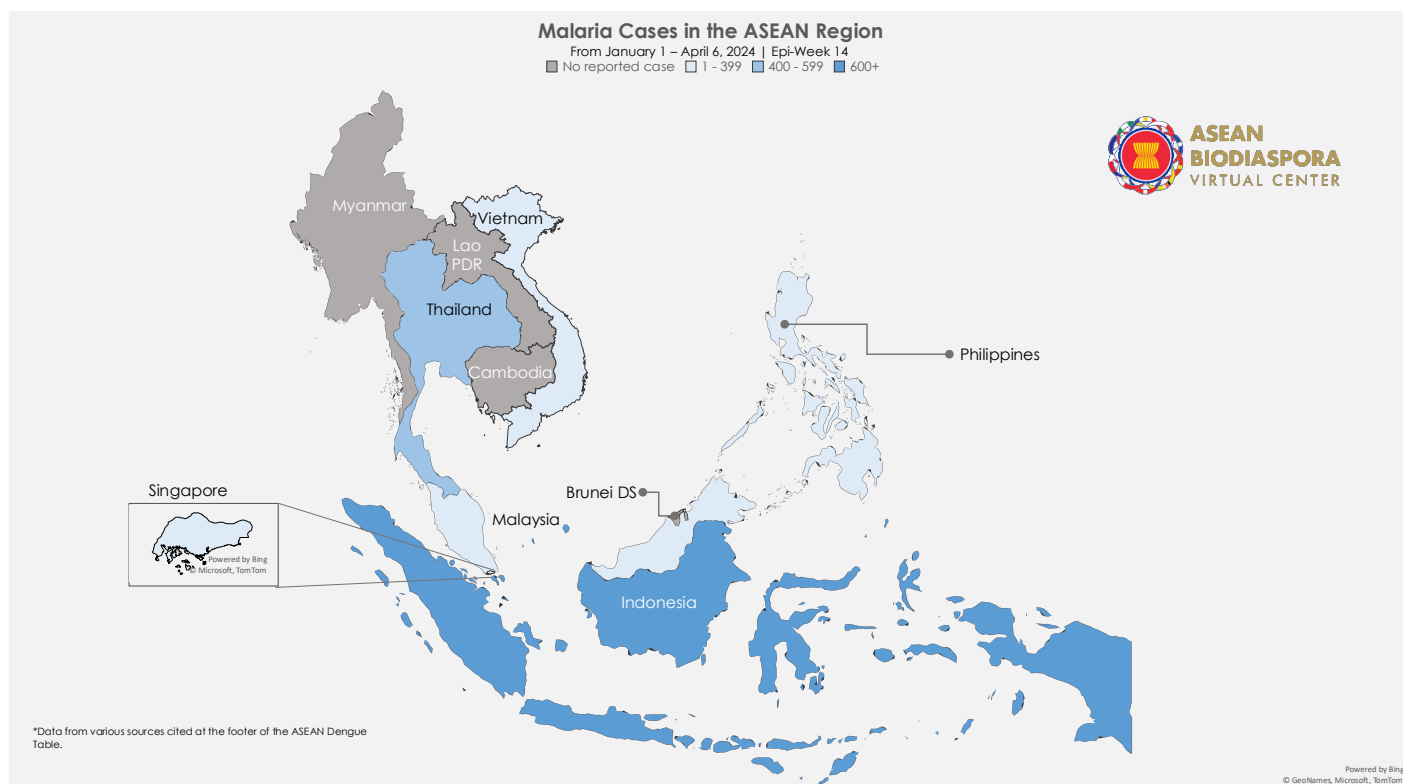 Malaria Cases in the ASEAN Region
From January 1 – April 6, 2024 | Epi-Week 14
No reported case 1 - 399 400 - 599 600+
ASEAN
BIODIASPORA
VIRTUAL CENTER
Myanmar
Vietnam
Lao
PDR
Thailand
Cambodia
Philippines
Singapore
Brunei DS
Malaysia
Powered by Bing
© Microsoft, TomTom
Indonesia
*Data from various sources cited at the footer of the ASEAN Dengue
Table.
Powered by Bing
© GeoNames, Microsoft, TomTom